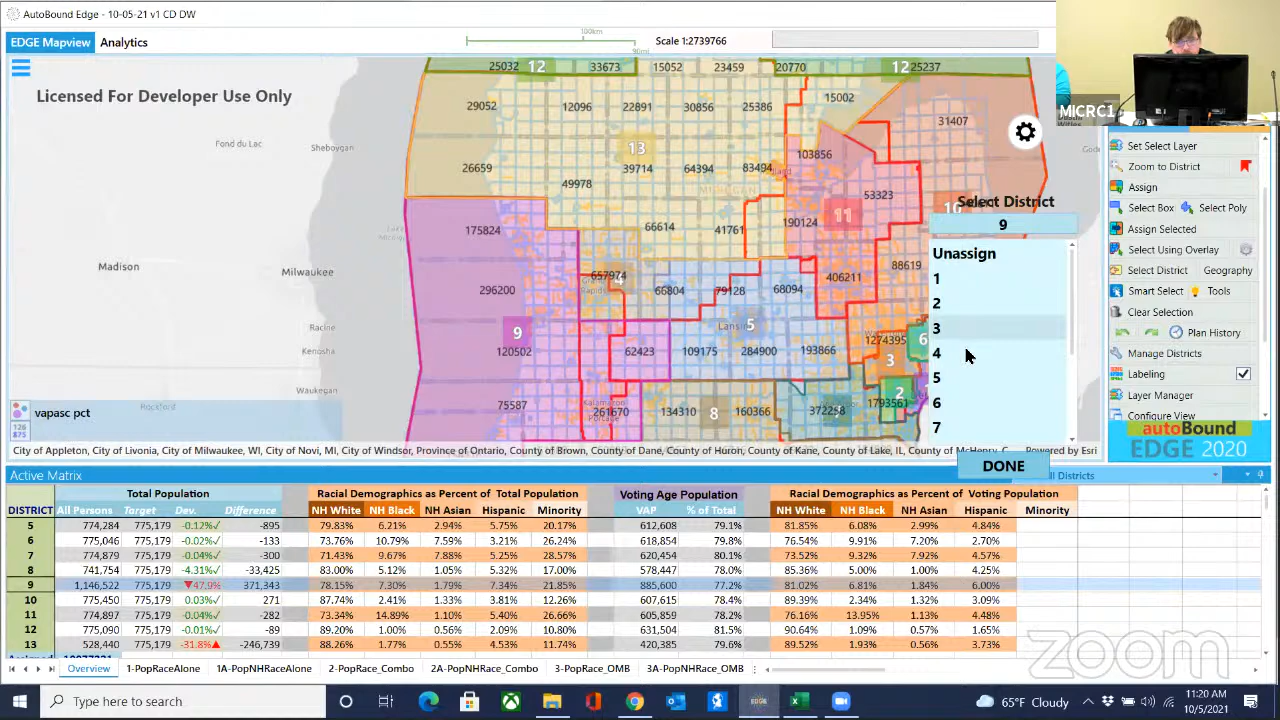 AutoBound Edge - 10-05-21 v1 CD DW
EDGE Mapview Analytics
100km
Scale 1:2739766
Licensed For Developer Use Only
25032 12 33673 15052 23459 20770 12 25237
29052 12096 22891 30856 25386 15002
31407
MICRC1
Fond du Lac
Sheboygan
13
103856
26659 39714 64394 83494
49978
MICHIGAN
53323
175824 66614 41761 190124 11 10
Select District
9
Madison
Milwaukee
296200
657974 4
Grand Rapids
66804 79128 68094 406211 88619
Unassign
1
2
3
4
5
6
7
Racine
Kenosha
9
120502 62423 109175 284900 193866 1274395
Lansing 5
3
6
Waukegan
75587 261670 134310 8 160366 372258 1793561 2
Kalamazoo
Portage
Rockford
vapasc pct
City of Appleton, City of Livonia, City of Milwaukee, WI, City of Novi, MI, City of Windsor, Province of Ontario, County of Brown, County of Dane, County of Huron, County of Kane, County of Lake, IL, County of McHenry, C... Powered by Esri
DONE
Set Select Layer
Zoom to District
Assign
Select Box Select Poly
Assign Selected
Select Using Overlay
Select District Geography
Smart Select Tools
Clear Selection
Plan History
Manage Districts
Labeling
Layer Manager
Configure View
autoBound
EDGE 2020
Active Matrix
All Districts
Total Population Racial Demographics as Percent of Total Population Voting Age Population Racial Demographics as Percent of Voting Population
DISTRICT All Persons Target Dev. Difference NH White NH Black NH Asian Hispanic Minority VAP % of Total NH White NH Black NH Asian Hispanic Minority
5 774,284 775,179 -0.12%✓ -895 79.83% 6.21% 2.94% 5.75% 20.17% 612,608 79.1% 81.85% 6.08% 2.99% 4.84%
6 775,046 775,179 -0.02%✓ -133 73.76% 10.79% 7.59% 3.21% 26.24% 618,854 79.8% 76.54% 9.91% 7.20% 2.70%
7 774,879 775,179 -0.04%✓ -300 71.43% 9.67% 7.88% 5.25% 28.57% 620,454 80.1% 73.52% 9.32% 7.92% 4.57%
8 741,754 775,179 -4.31%✓ -33,425 83.00% 5.12% 1.05% 5.32% 17.00% 578,447 78.0% 85.36% 5.00% 1.00% 4.25%
9 1,146,522 775,179 ▼47.9% 371,343 78.15% 7.30% 1.79% 7.34% 21.85% 885,600 77.2% 81.02% 6.81% 1.84% 6.00%
10 775,450 775,179 0.03%✓ 271 87.74% 2.41% 1.33% 3.81% 12.26% 607,615 78.4% 89.39% 2.34% 1.32% 3.09%
11 774,897 775,179 -0.04%✓ -282 73.34% 14.89% 1.10% 5.40% 26.66% 605,859 78.2% 76.16% 13.95% 1.13% 4.48%
12 775,090 775,179 -0.01%✓ -89 89.20% 1.00% 0.56% 2.09% 10.80% 631,504 81.5% 90.64% 1.09% 0.57% 1.65%
13 528,440 775,179 -31.8%▲ -246,739 88.26% 1.77% 0.55% 4.53% 11.74% 420,385 79.6% 89.52% 1.93% 0.56% 3.73%
Overview 1-PopRaceAlone 1A-PopNHRaceAlone 2-PopRace_Combo 2A-PopNHRace_Combo 3-PopRace_OMB 3A-PopNHRace_OMB
zoom
Type here to search
EDGE
65°F Cloudy
11:20 AM
10/5/2021